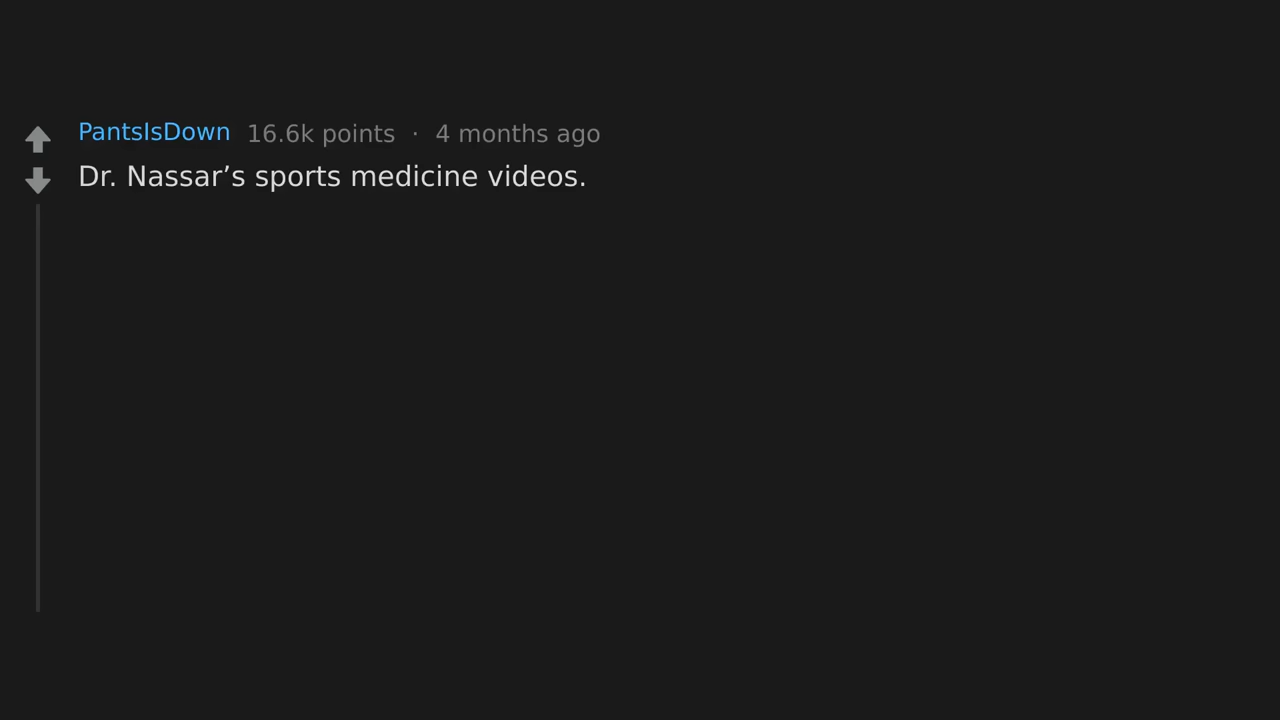 PantsIsDown 16.6k points · 4 months ago
Dr. Nassar’s sports medicine videos.